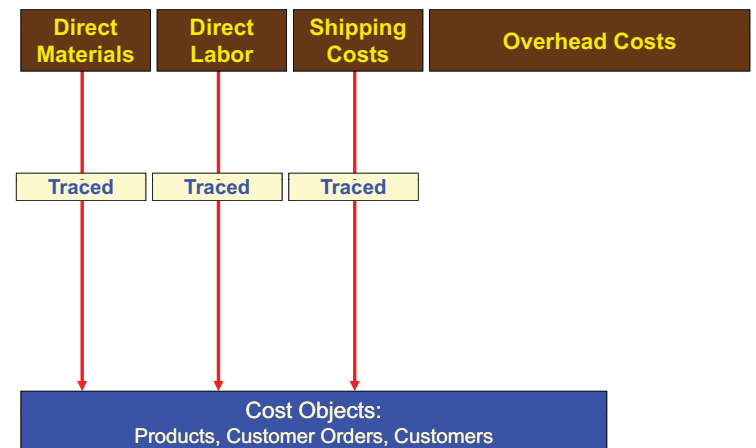 Direct
Materials
Direct
Labor
Shipping
Costs
Overhead Costs
Traced
Traced
Traced
Cost Objects:
Products, Customer Orders, Customers